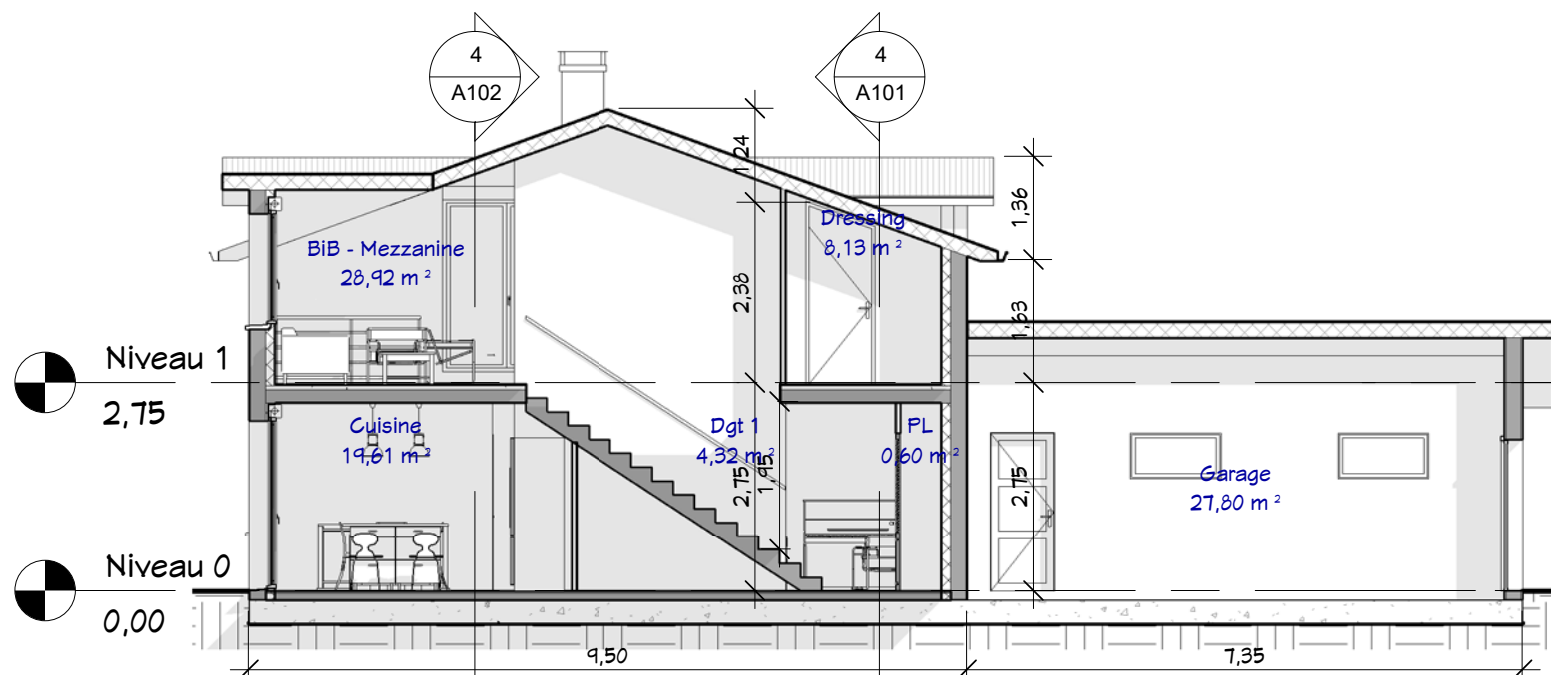 4
A102
4
A101
1,24
1,36
Dressing
8,13 m ²
BiB - Mezzanine
28,92 m ²
2,38
1,63
Niveau 1
2,75
Cuisine
19,61 m ²
Dgt 1
4,32 m ²
PL
0,60 m ²
2,75
1,95
2,75
Garage
27,80 m ²
Niveau 0
0,00
9,50
7,35